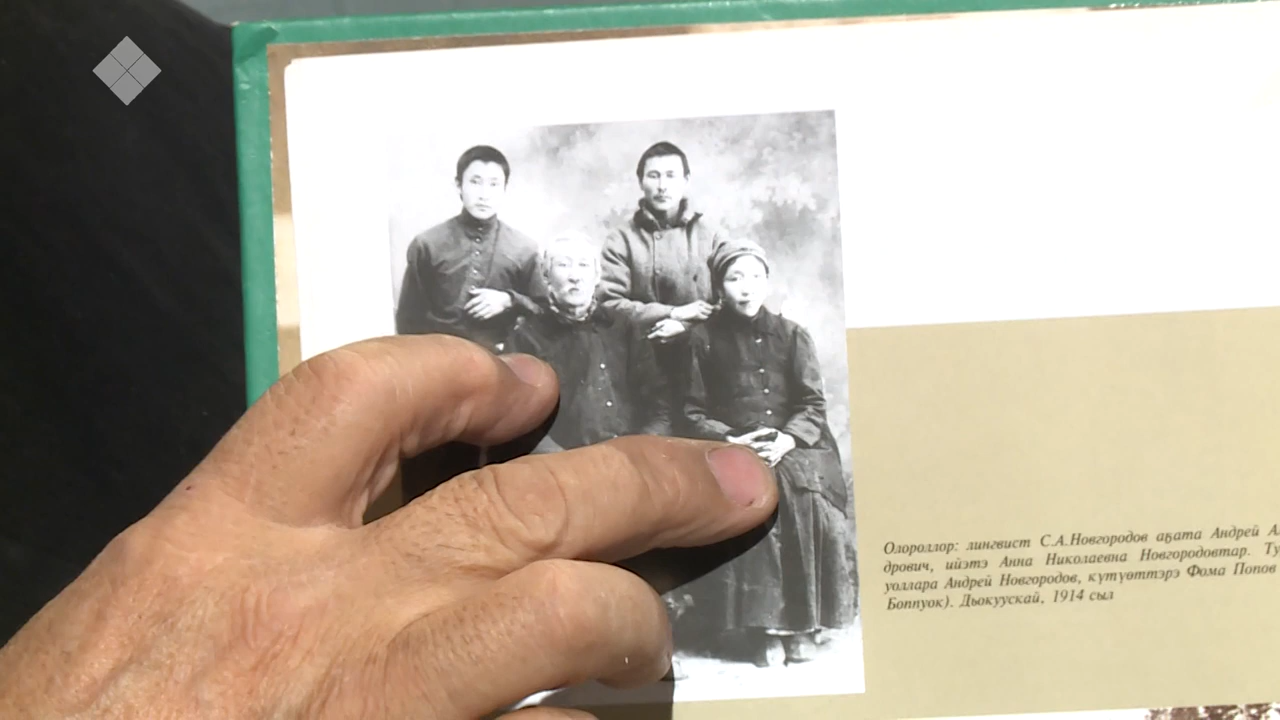 Олороллор: лингвист С.А.Новгородов аҕата Андрей
дрович, ийэтэ Анна Николаевна Новгородовтар.
уоллара Андрей Новгородов, күтүөттэрэ Фома Попов
Боппуок). Дьокуускай, 1914 сыл